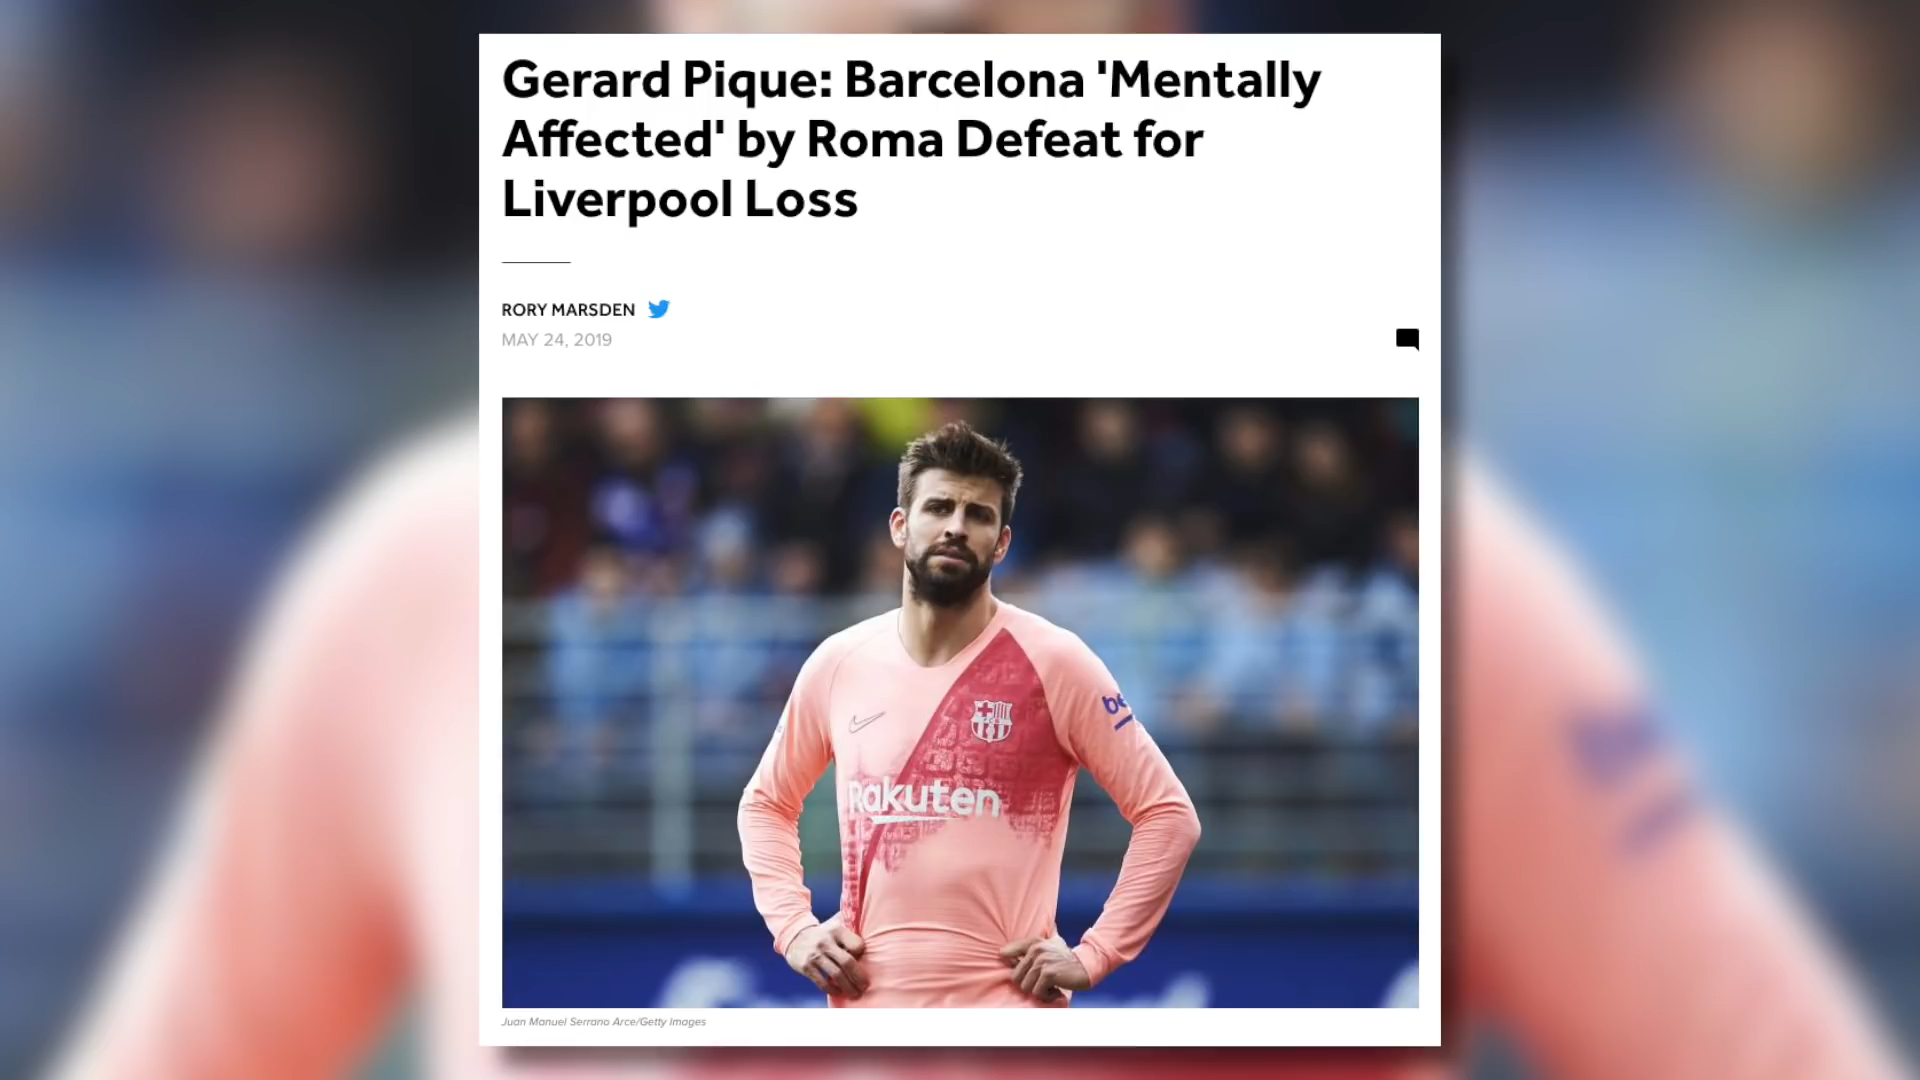 Gerard Pique: Barcelona 'Mentally
Affected' by Roma Defeat for
Liverpool Loss
RORY MARSDEN
MAY 24, 2019
Rakuten
Juan Manuel Serrano Arce/Getty Images